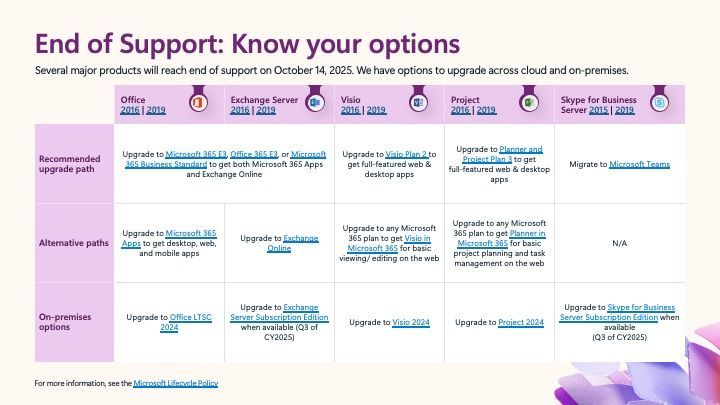 End of Support: Know your options
Several major products will reach end of support on October 14, 2025. We have options to upgrade across cloud and on-premises.
Office
2016 | 2019
Exchange Server
2016 | 2019
Visio
2016 | 2019
Project
2016 | 2019
Skype for Business
Server 2015 | 2019
Recommended
upgrade path
Upgrade to Microsoft 365 E3, Office 365 E3, or Microsoft
365 Business Standard to get both Microsoft 365 Apps
and Exchange Online
Upgrade to Visio Plan 2 to
get full-featured web &
desktop apps
Upgrade to Planner and
Project Plan 3 to get
full-featured web & desktop
apps
Migrate to Microsoft Teams
Alternative paths
Upgrade to Microsoft 365
Apps to get desktop, web,
and mobile apps
Upgrade to Exchange
Online
Upgrade to any Microsoft
365 plan to get Visio in
Microsoft 365 for basic
viewing/ editing on the web
Upgrade to any Microsoft
365 plan to get Planner in
Microsoft 365 for basic
project planning and task
management on the web
N/A
On-premises
options
Upgrade to Office LTSC
2024
Upgrade to Exchange
Server Subscription Edition
when available (Q3 of
CY2025)
Upgrade to Visio 2024
Upgrade to Project 2024
Upgrade to Skype for Business
Server Subscription Edition when
available
(Q3 of CY2025)
For more information, see the Microsoft Lifecycle Policy